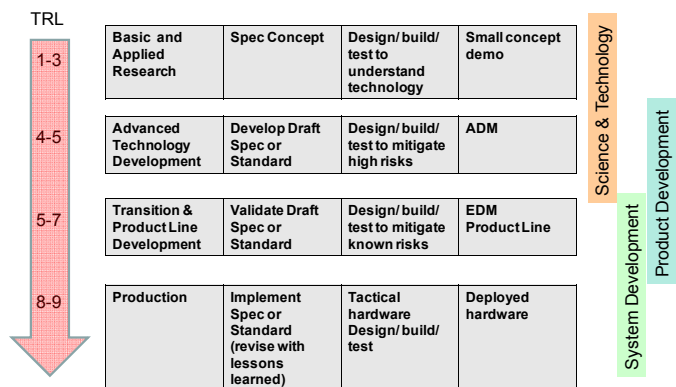 TRL
1-3
4-5
5-7
8-9
Basic and
Applied
Research
Spec Concept
Design/ build/
test to
understand
technology
Small concept
demo
Advanced
Technology
Development
Develop Draft
Spec or
Standard
Design/ build/
test to mitigate
high risks
ADM
Transition &
Product Line
Development
Validate Draft
Spec or
Standard
Design/ build/
test to mitigate
known risks
EDM
Product Line
Production
Implement
Spec or
Standard
(revise with
lessons
learned)
Tactical
hardware
Design/ build/
test
Deployed
hardware
Science & Technology
System Development
Product Development